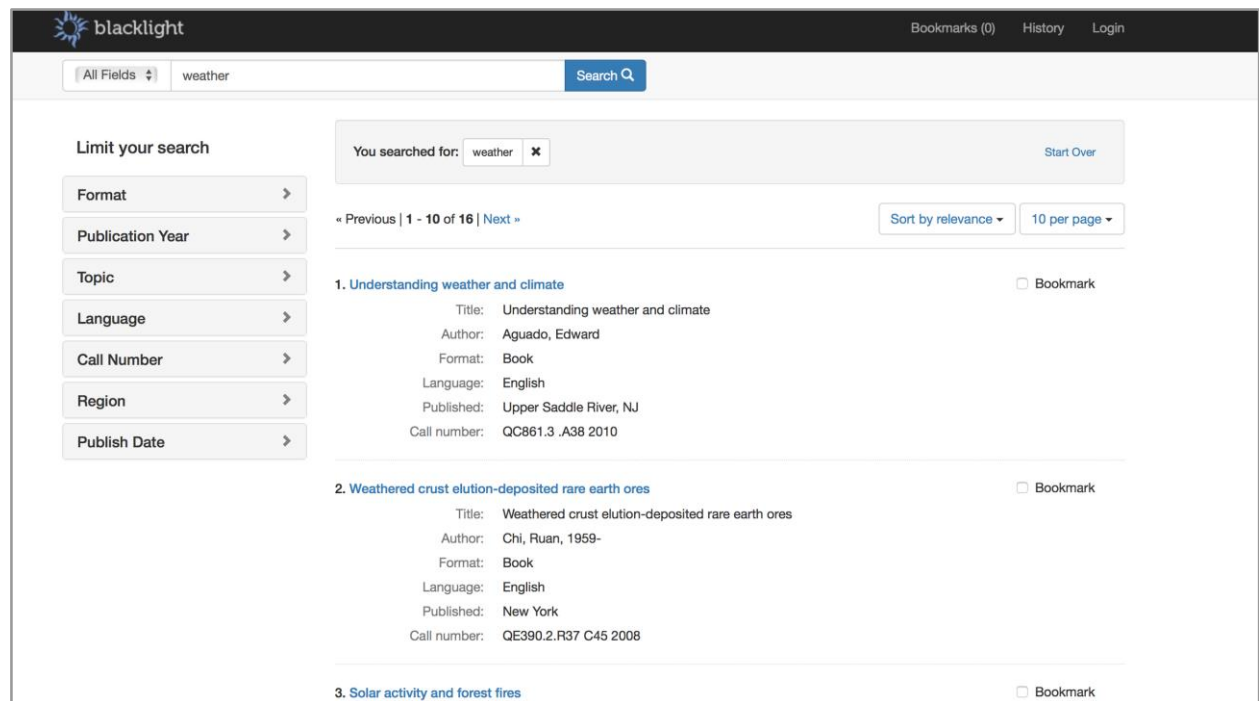 blacklight
Bookmarks (0) History Login
All Fields weather Search
Limit your search
Format
Publication Year
Topic
Language
Call Number
Region
Publish Date
You searched for: weather ✖ Start Over
« Previous | 1 - 10 of 16 | Next » Sort by relevance 10 per page
1. Understanding weather and climate Bookmark
Title: Understanding weather and climate
Author: Aguado, Edward
Format: Book
Language: English
Published: Upper Saddle River, NJ
Call number: QC861.3 .A38 2010
2. Weathered crust elution-deposited rare earth ores Bookmark
Title: Weathered crust elution-deposited rare earth ores
Author: Chi, Ruan, 1959-
Format: Book
Language: English
Published: New York
Call number: QE390.2.R37 C45 2008
3. Solar activity and forest fires Bookmark